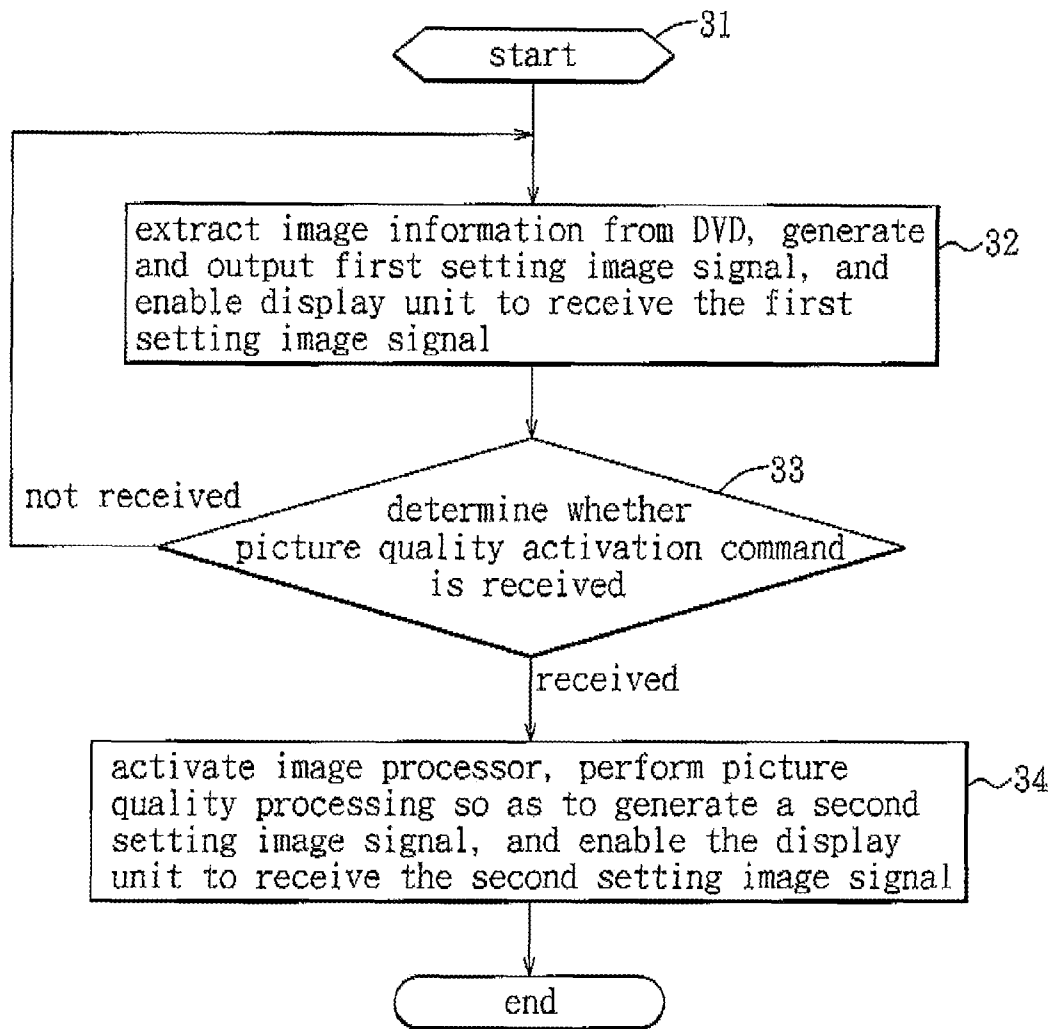 start
31
extract image information from DVD, generate
and output first setting image signal, and
enable display unit to receive the first
setting image signal
32
not received
33
determine whether
picture quality activation command
is received
received
activate image processor, perform picture
quality processing so as to generate a second
setting image signal, and enable the display
unit to receive the second setting image signal
34
end